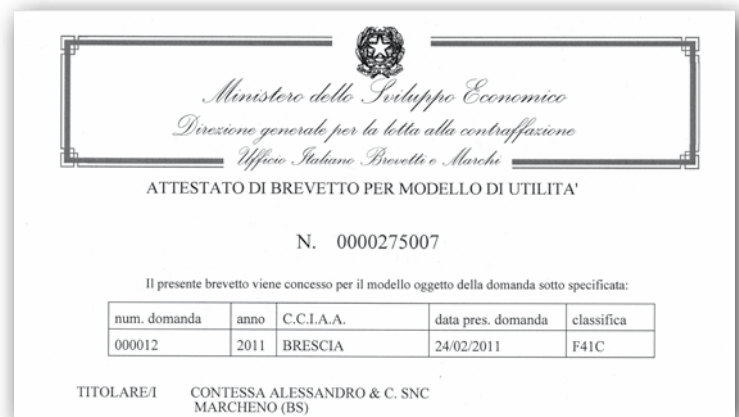 Ministero dello Sviluppo Economico
Direzione generale per la lotta alla contraffazione
Ufficio Italiano Brevetti e Marchi
ATTESTATO DI BREVETTO PER MODELLO DI UTILITA'
N. 0000275007
Il presente brevetto viene concesso per il modello oggetto della domanda sotto specificata:
num. domanda anno C.C.I.A.A. data pres. domanda classifica
000012 2011 BRESCIA 24/02/2011 F41C
TITOLARE/I CONTESSA ALESSANDRO & C. SNC
MARCHENO (BS)